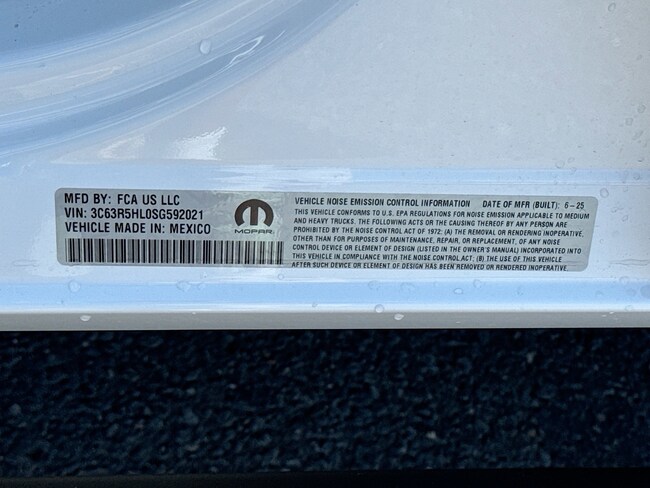 MFD BY: FCA US LLC
VIN: 3C63R5HL0SG592021
VEHICLE MADE IN: MEXICO
MOPAR
VEHICLE NOISE EMISSION CONTROL INFORMATION DATE OF MFR (BUILT): 6-25
THIS VEHICLE CONFORMS TO U.S. EPA REGULATIONS FOR NOISE EMISSION APPLICABLE TO MEDIUM
AND HEAVY TRUCKS. THE FOLLOWING ACTS OR THE CAUSING THEREOF BY ANY PERSON ARE
PROHIBITED BY THE NOISE CONTROL ACT OF 1972: (A) THE REMOVAL OR RENDERING INOPERATIVE,
OTHER THAN FOR PURPOSES OF MAINTENANCE, REPAIR, OR REPLACEMENT, OF ANY NOISE
CONTROL DEVICE OR ELEMENT OF DESIGN (LISTED IN THE OWNER'S MANUAL) INCORPORATED INTO
THIS VEHICLE IN COMPLIANCE WITH THE NOISE CONTROL ACT; (B) THE USE OF THIS VEHICLE
AFTER SUCH DEVICE OR ELEMENT OF DESIGN HAS BEEN REMOVED OR RENDERED INOPERATIVE.